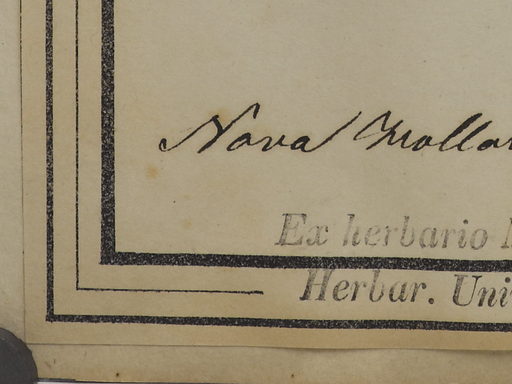 Nova Hollan
Ex herbario
Herbar. Uni